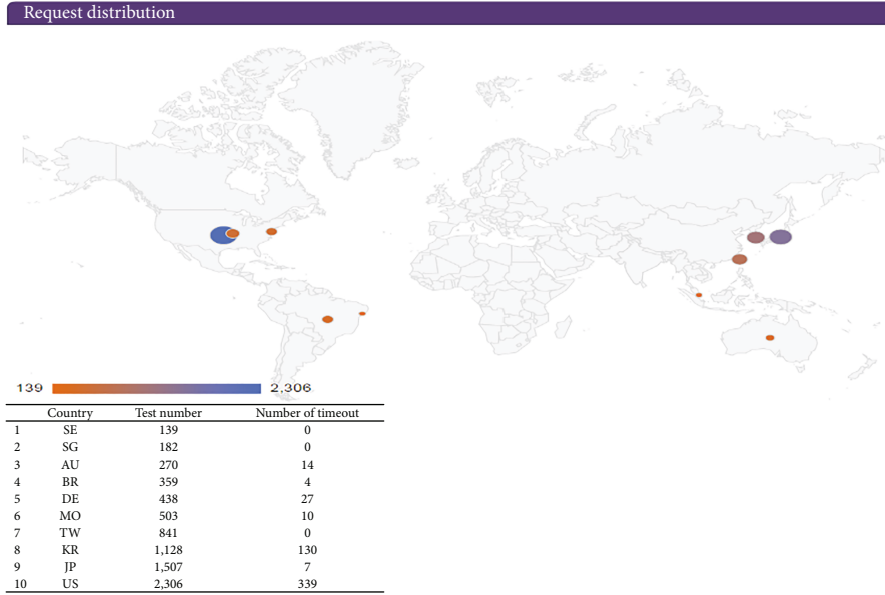 Request distribution
139 2,306
Country Test number Number of timeout
1 SE 139 0
2 SG 182 0
3 AU 270 14
4 BR 359 4
5 DE 438 27
6 MO 503 10
7 TW 841 0
8 KR 1,128 130
9 JP 1,507 7
10 US 2,306 339